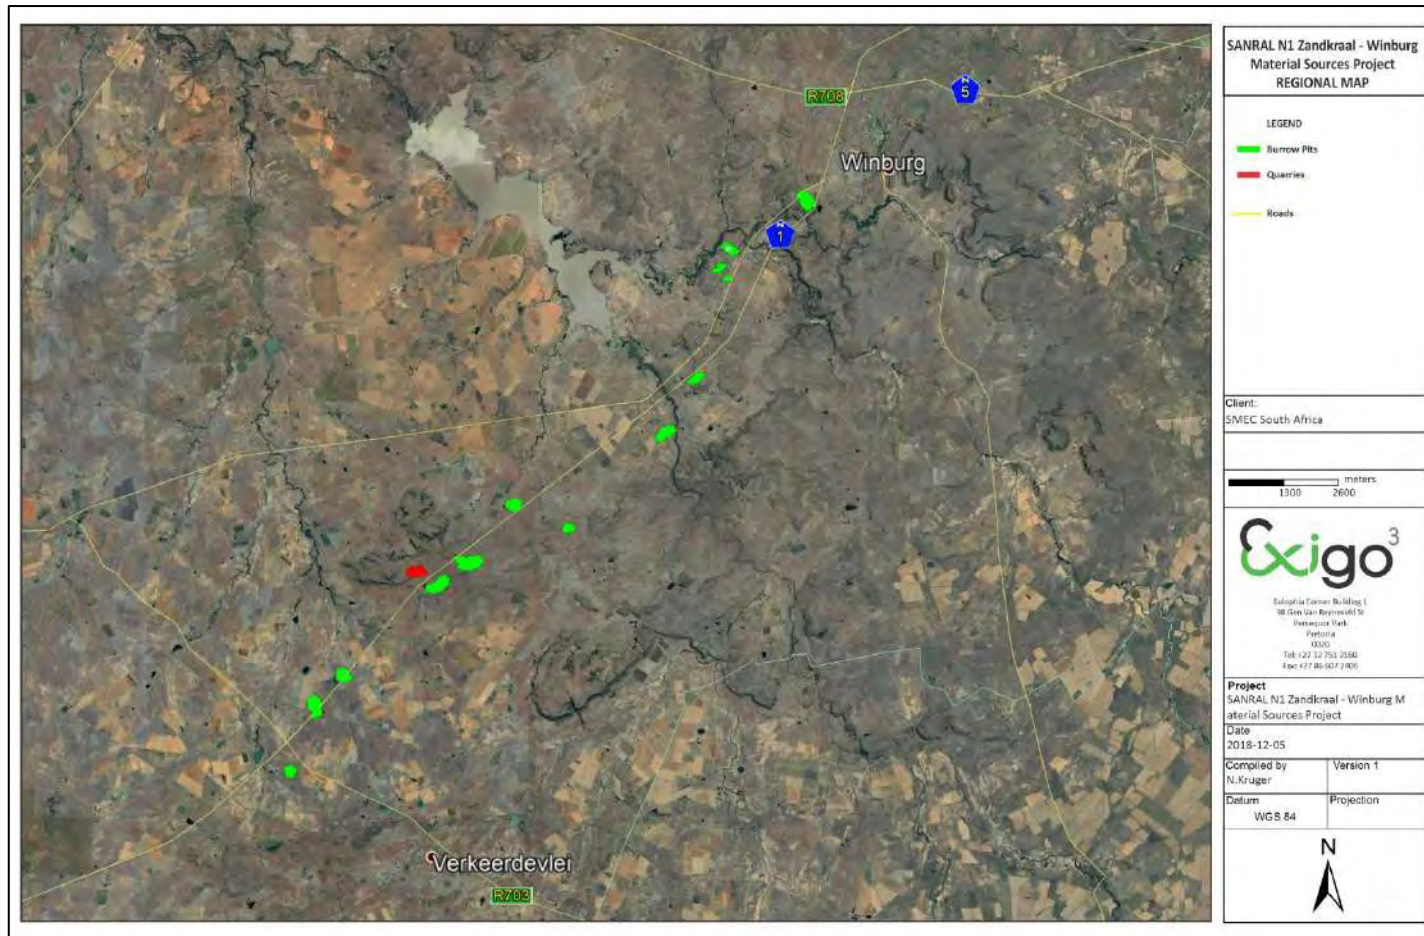 R708
N
5
Winburg
N
1
Verkeerdevlei
R703
SANRAL N1 Zandkraal - Winburg
Material Sources Project
REGIONAL MAP
LEGEND
Burrow Pits
Quarries
Roads
Client:
SMEC South Africa
meters
1300 2600
Exigo3
Pretoria
Project
SANRAL N1 Zandkraal - Winburg M
aterial Sources Project
Date
2018-12-05
Compiled by
N.Kruger
Version 1
Datum
WGS 84
Projection
N